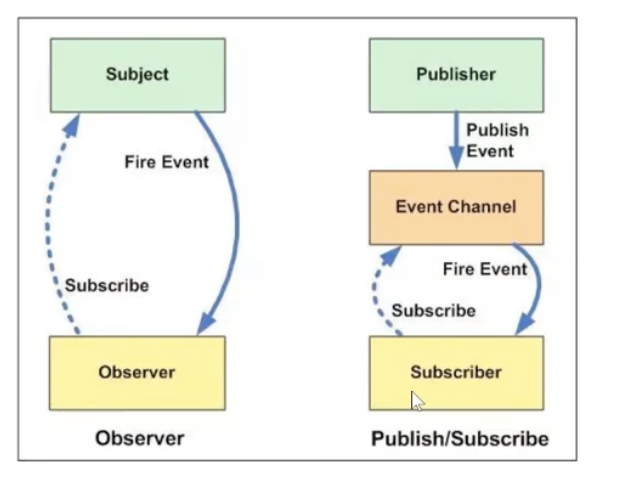 Subject
Fire Event
Subscribe
Observer
Observer
Publisher
Publish
Event
Event Channel
Fire Event
Subscribe
Subscriber
Publish/Subscribe